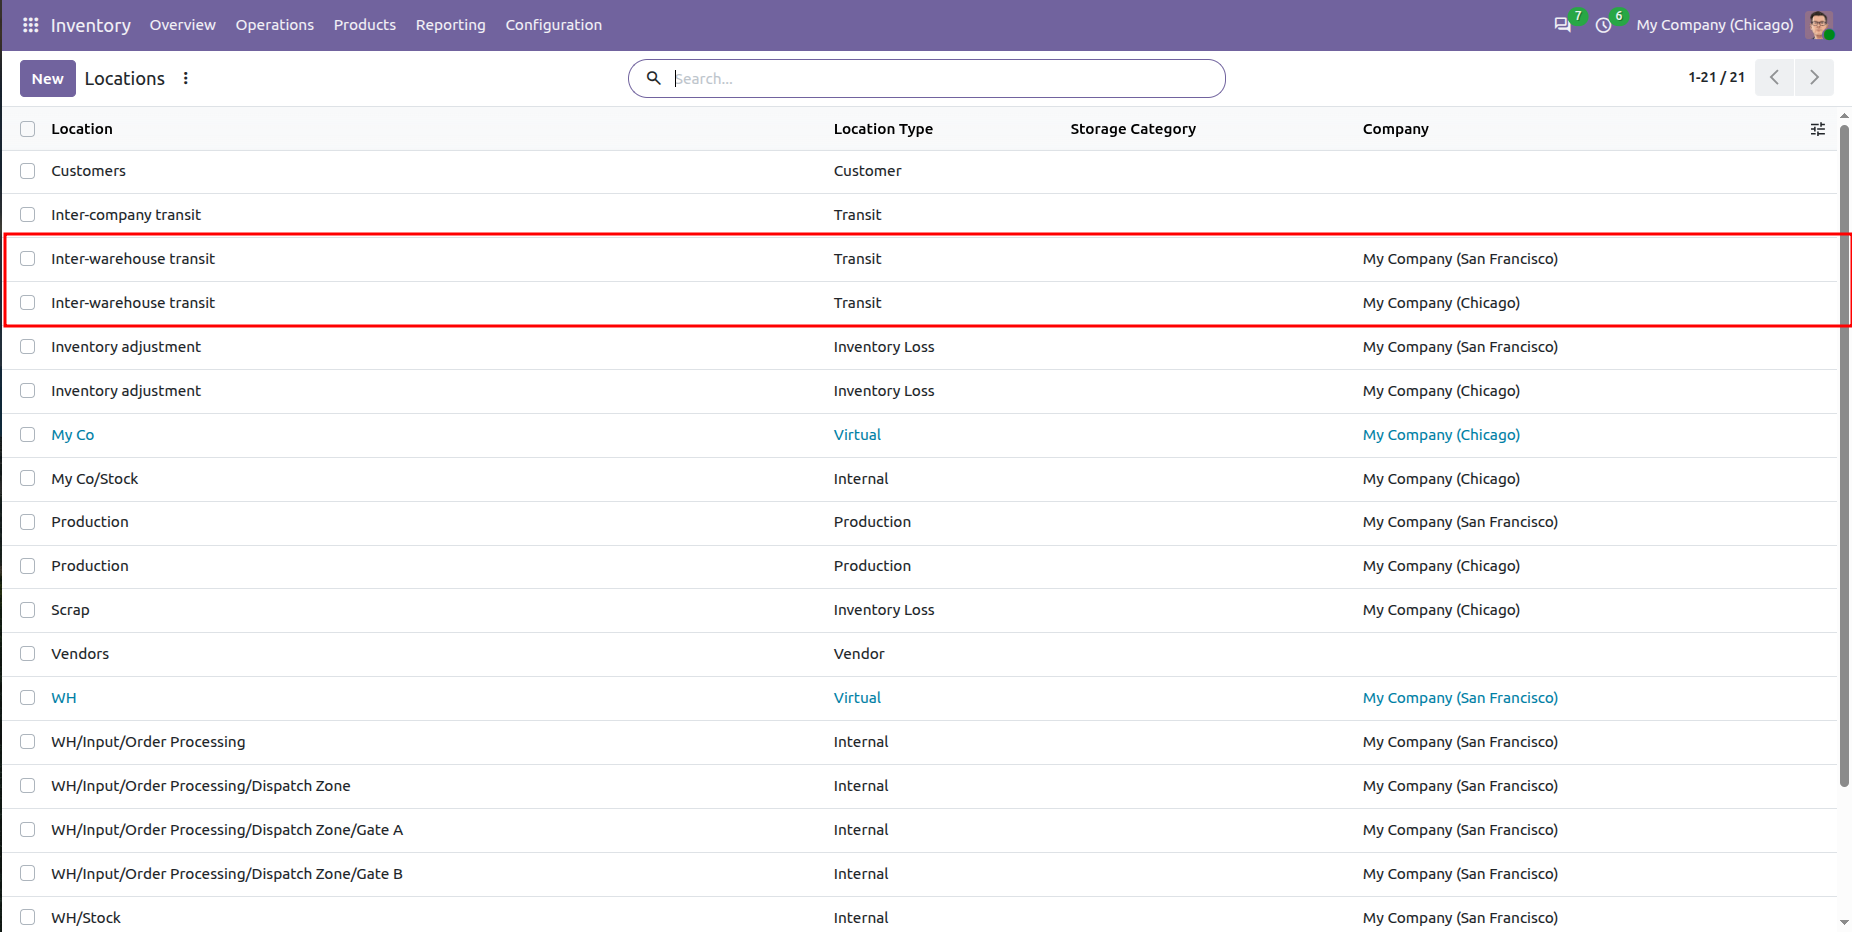 Inventory Overview Operations Products Reporting Configuration 7 6 My Company (Chicago)
New Locations Search... 1-21 / 21
Location Location Type Storage Category Company
Customers Customer
Inter-company transit Transit
Inter-warehouse transit Transit My Company (San Francisco)
Inter-warehouse transit Transit My Company (Chicago)
Inventory adjustment Inventory Loss My Company (San Francisco)
Inventory adjustment Inventory Loss My Company (Chicago)
My Co Virtual My Company (Chicago)
My Co/Stock Internal My Company (Chicago)
Production Production My Company (San Francisco)
Production Production My Company (Chicago)
Scrap Inventory Loss My Company (Chicago)
Vendors Vendor
WH Virtual My Company (San Francisco)
WH/Input/Order Processing Internal My Company (San Francisco)
WH/Input/Order Processing/Dispatch Zone Internal My Company (San Francisco)
WH/Input/Order Processing/Dispatch Zone/Gate A Internal My Company (San Francisco)
WH/Input/Order Processing/Dispatch Zone/Gate B Internal My Company (San Francisco)
WH/Stock Internal My Company (San Francisco)